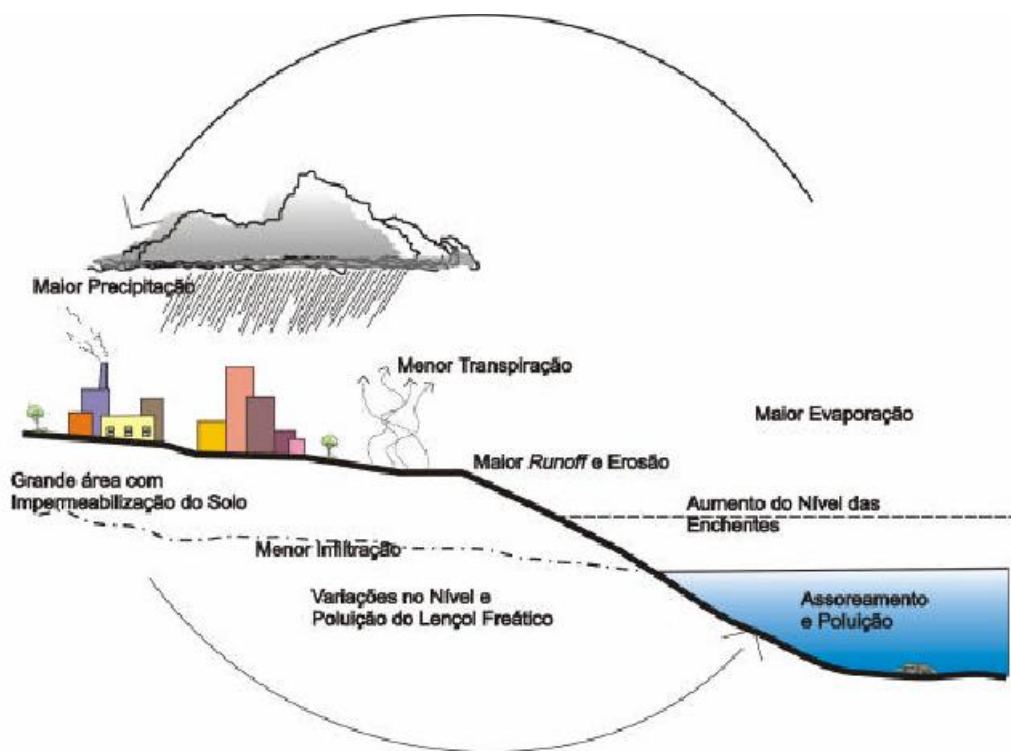 Maior Precipitação
Menor Transpiração
Maior Evaporação
Maior Runoff e Erosão
Grande área com
Impermeabilização do Solo
Aumento do Nível das
Enchentes
Menor Infiltração
Variações no Nível e
Poluição do Lençol Freático
Assoreamento
e Poluição